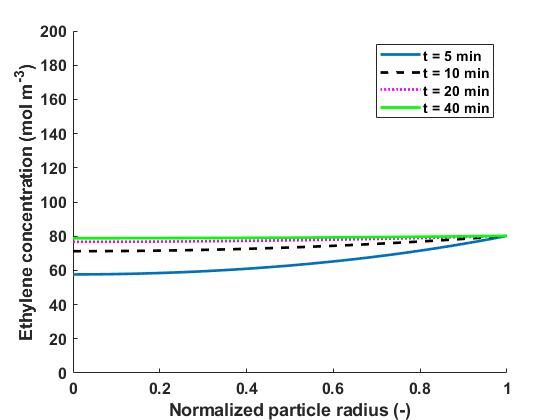 200
180
160
140
120
100
80
60
40
20
0
Ethylene concentration (mol m-3)
t = 5 min
t = 10 min
t = 20 min
t = 40 min
0 0.2 0.4 0.6 0.8 1
Normalized particle radius (-)